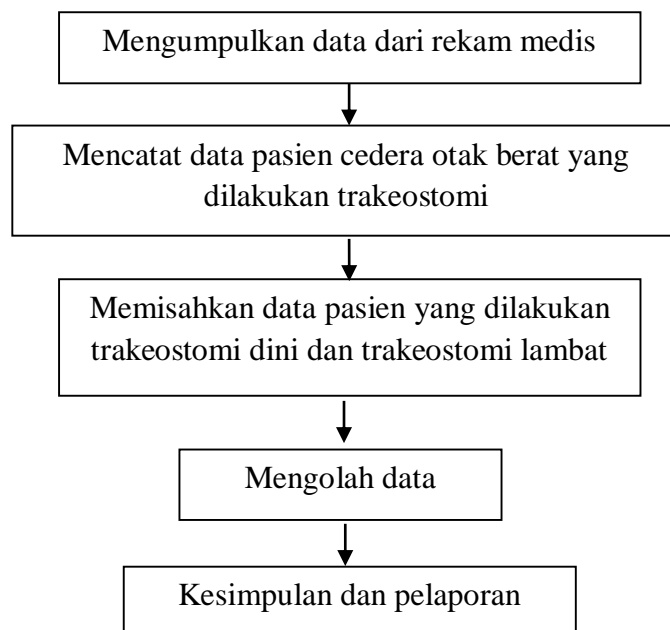 Mengumpulkan data dari rekam medis
Mencatat data pasien cedera otak berat yang
dilakukan trakeostomi
Memisahkan data pasien yang dilakukan
trakeostomi dini dan trakeostomi lambat
Mengolah data
Kesimpulan dan pelaporan